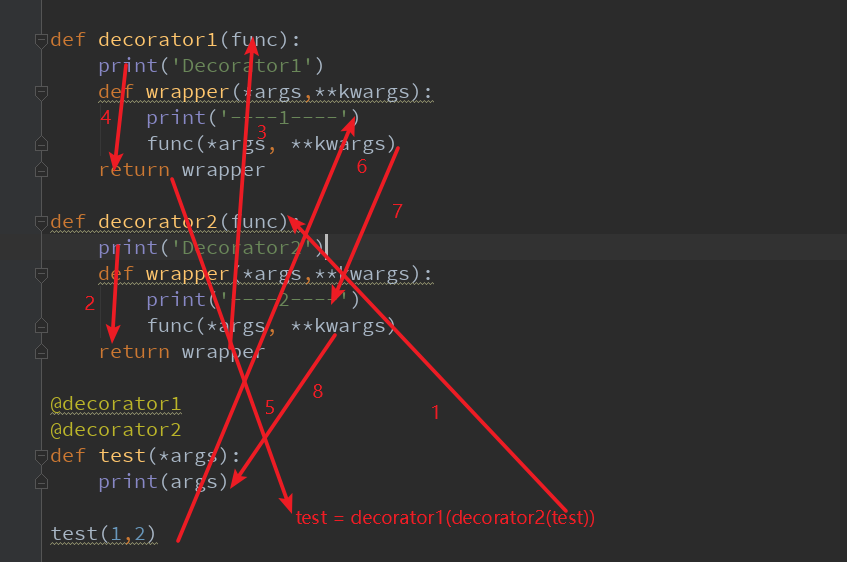 def decorator1(func):
print('Decorator1')
def wrapper(*args,**kwargs):
4 print('----1----')
3
func(*args, **kwargs)
6
return wrapper
7
def decorator2(func):
print('Decorator2')
def wrapper(*args,**kwargs):
2 print('----2----')
func(*args, **kwargs)
return wrapper
8
@decorator1
5 1
@decorator2
def test(*args):
print(args)
test = decorator1(decorator2(test))
test(1,2)